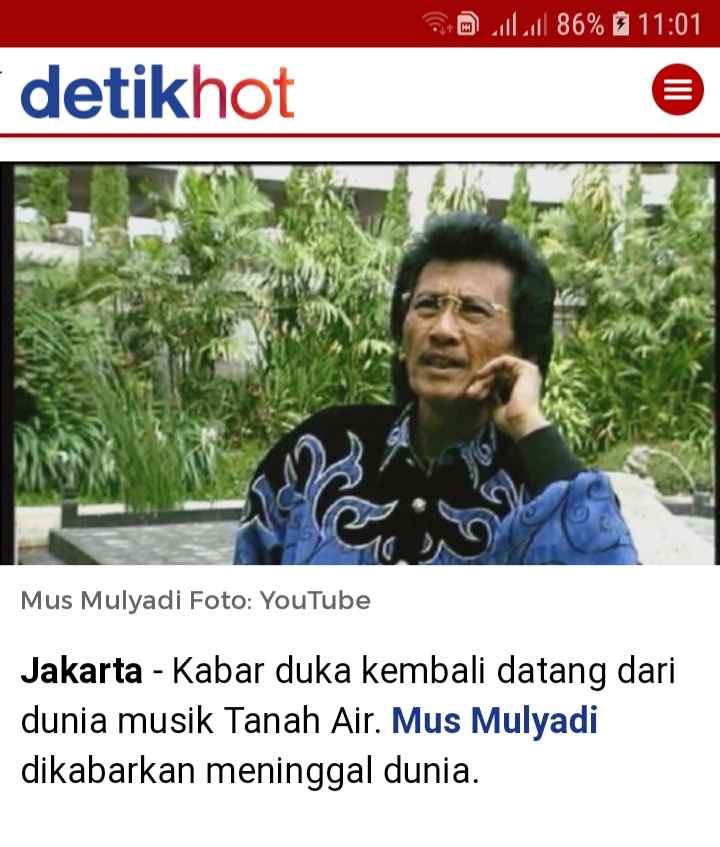 86% 11:01
detikhot
Mus Mulyadi Foto: YouTube
Jakarta - Kabar duka kembali datang dari
dunia musik Tanah Air. Mus Mulyadi
dikabarkan meninggal dunia.